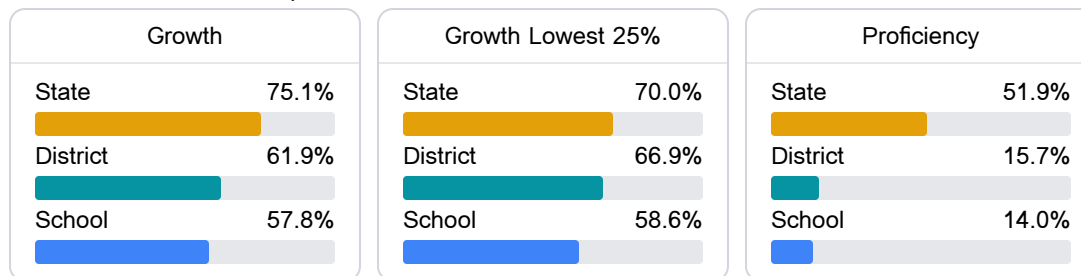 Growth
State 75.1%
District 61.9%
School 57.8%
Growth Lowest 25%
State 70.0%
District 66.9%
School 58.6%
Proficiency
State 51.9%
District 15.7%
School 14.0%